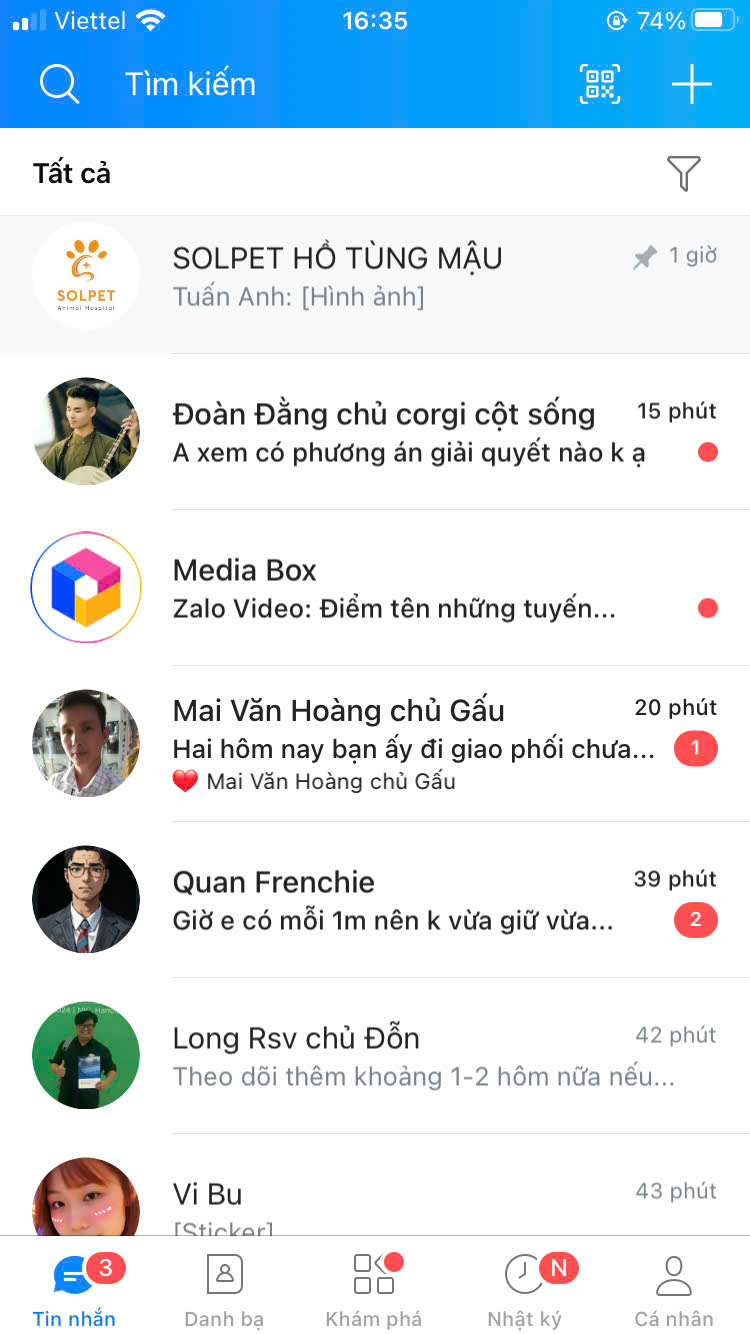 Viettel 16:35 74%
Tìm kiếm
Tất cả
SOLPET HỒ TÙNG MẬU 1 giờ
Tuấn Anh: [Hình ảnh]
SOLPET
Animal Hospital
Đoàn Đằng chủ corgi cột sống 15 phút
A xem có phương án giải quyết nào k ạ
Media Box
Zalo Video: Điểm tên những tuyến...
Mai Văn Hoàng chủ Gấu 20 phút
Hai hôm nay bạn ấy đi giao phối chưa... 1
❤️ Mai Văn Hoàng chủ Gấu
Quan Frenchie 39 phút
Giờ e có mỗi 1m nên k vừa giữ vừa... 2
Long Rsv chủ Đỗn 42 phút
Theo dõi thêm khoảng 1-2 hôm nữa nếu...
Vi Bu 43 phút
[Sticker]
3 N
Tin nhắn Danh bạ Khám phá Nhật ký Cá nhân